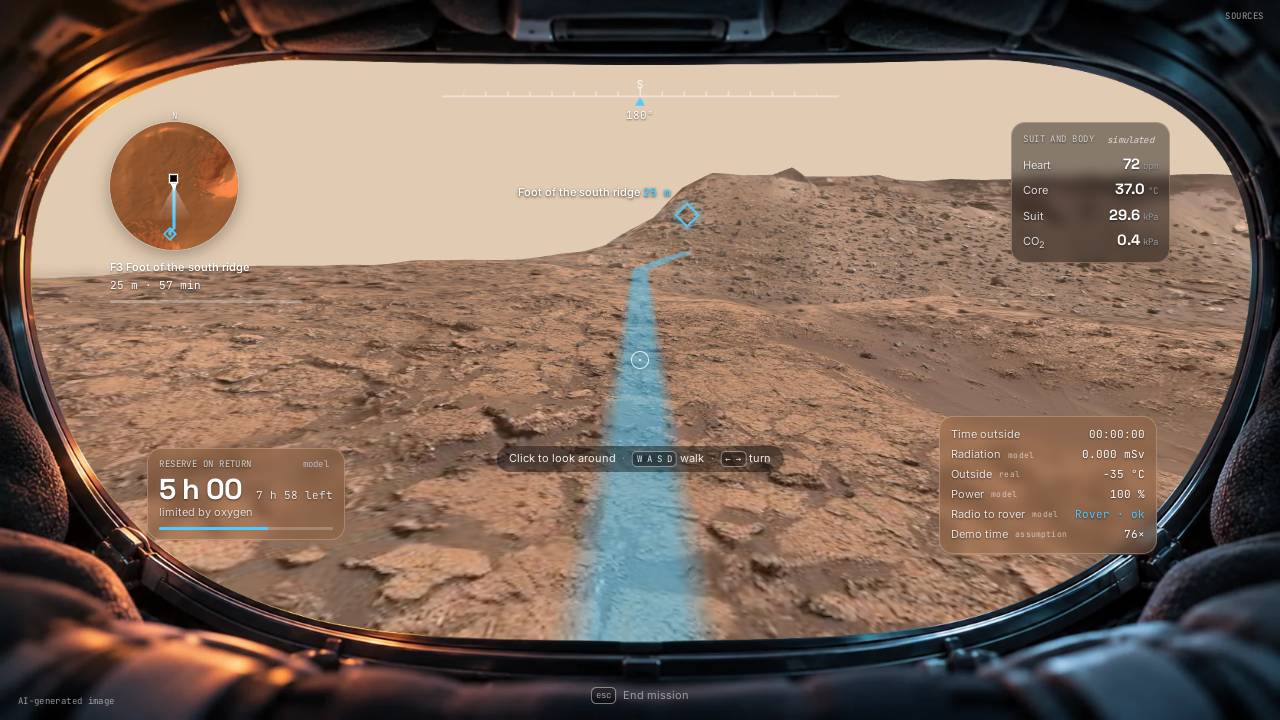 SOURCES
S
180°
N
SUIT AND BODY simulated
Heart 72 bpm
Core 37.0 °C
Suit 29.6 kPa
CO2 0.4 kPa
Foot of the south ridge 25 m
F3 Foot of the south ridge
25 m · 57 min
Click to look around · W A S D walk · ← → turn
RESERVE ON RETURN model
5 h 00 7 h 58 left
limited by oxygen
Time outside 00:00:00
Radiation model 0.000 mSv
Outside real -35 °C
Power model 100 %
Radio to rover model Rover · ok
Demo time assumption 76×
esc End mission
AI-generated image